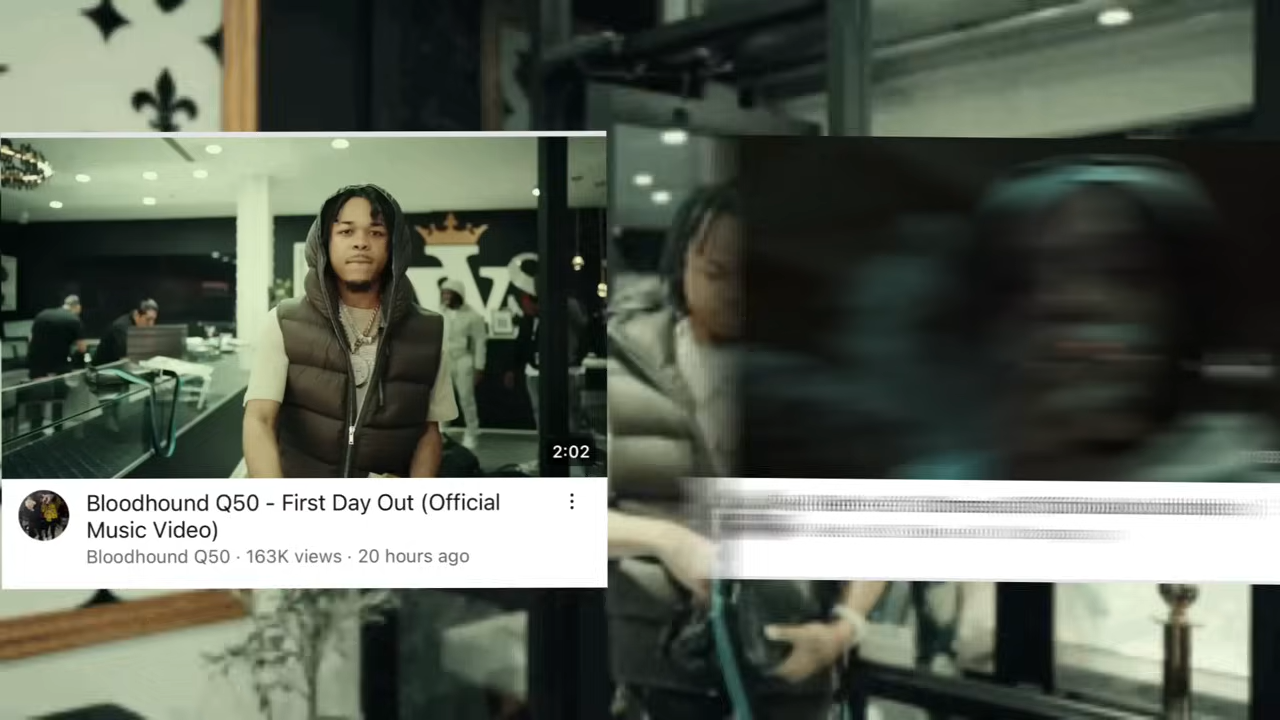 2:02
Bloodhound Q50 - First Day Out (Official
Music Video)
Bloodhound Q50 · 163K views · 20 hours ago